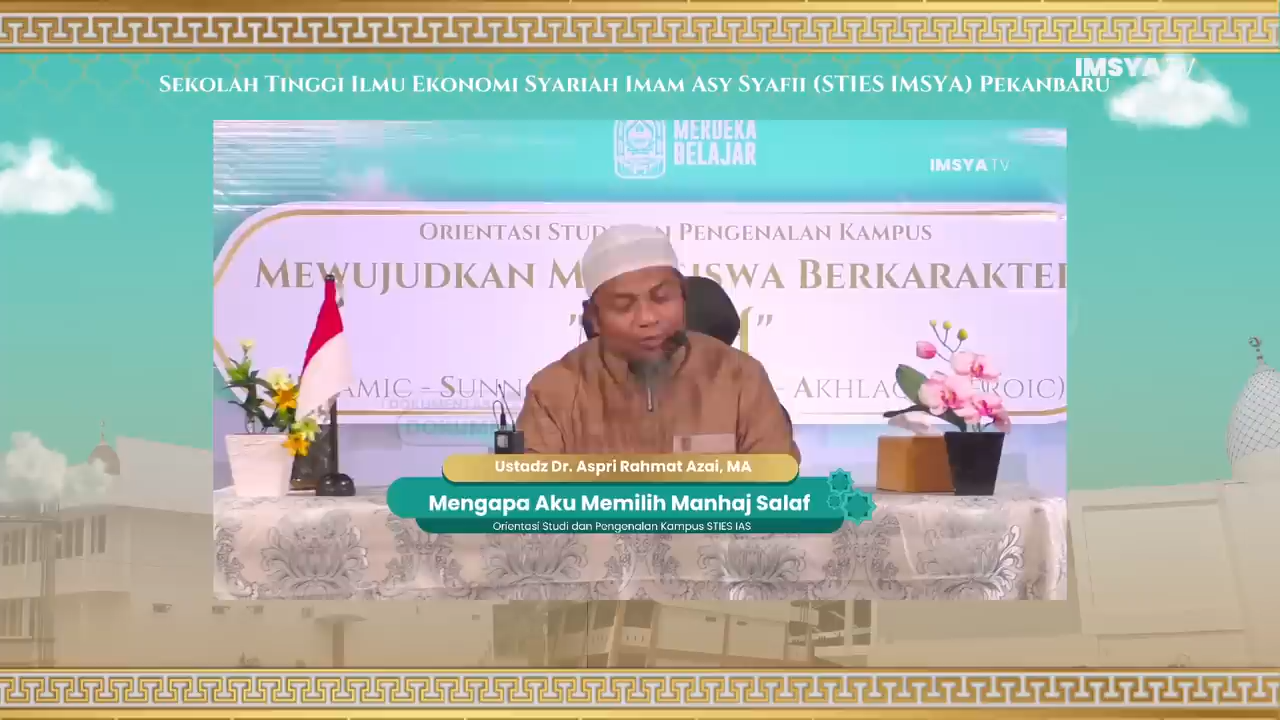 IMSYA TV
SEKOLAH TINGGI ILMU EKONOMI SYARIAH IMAM ASY SYAFII (STIES IMSYA) PEKANBARU
MERDEKA
BELAJAR
IMSYA TV
ORIENTASI PENGENALAN KAMPUS
MEWUJUDKAN BERKARAKTE
Ustadz Dr. Aspri Rahmat Azai, MA
Mengapa Aku Memilih Manhaj Salaf
Orientasi Studi dan Pengenalan Kampus STIES IAS